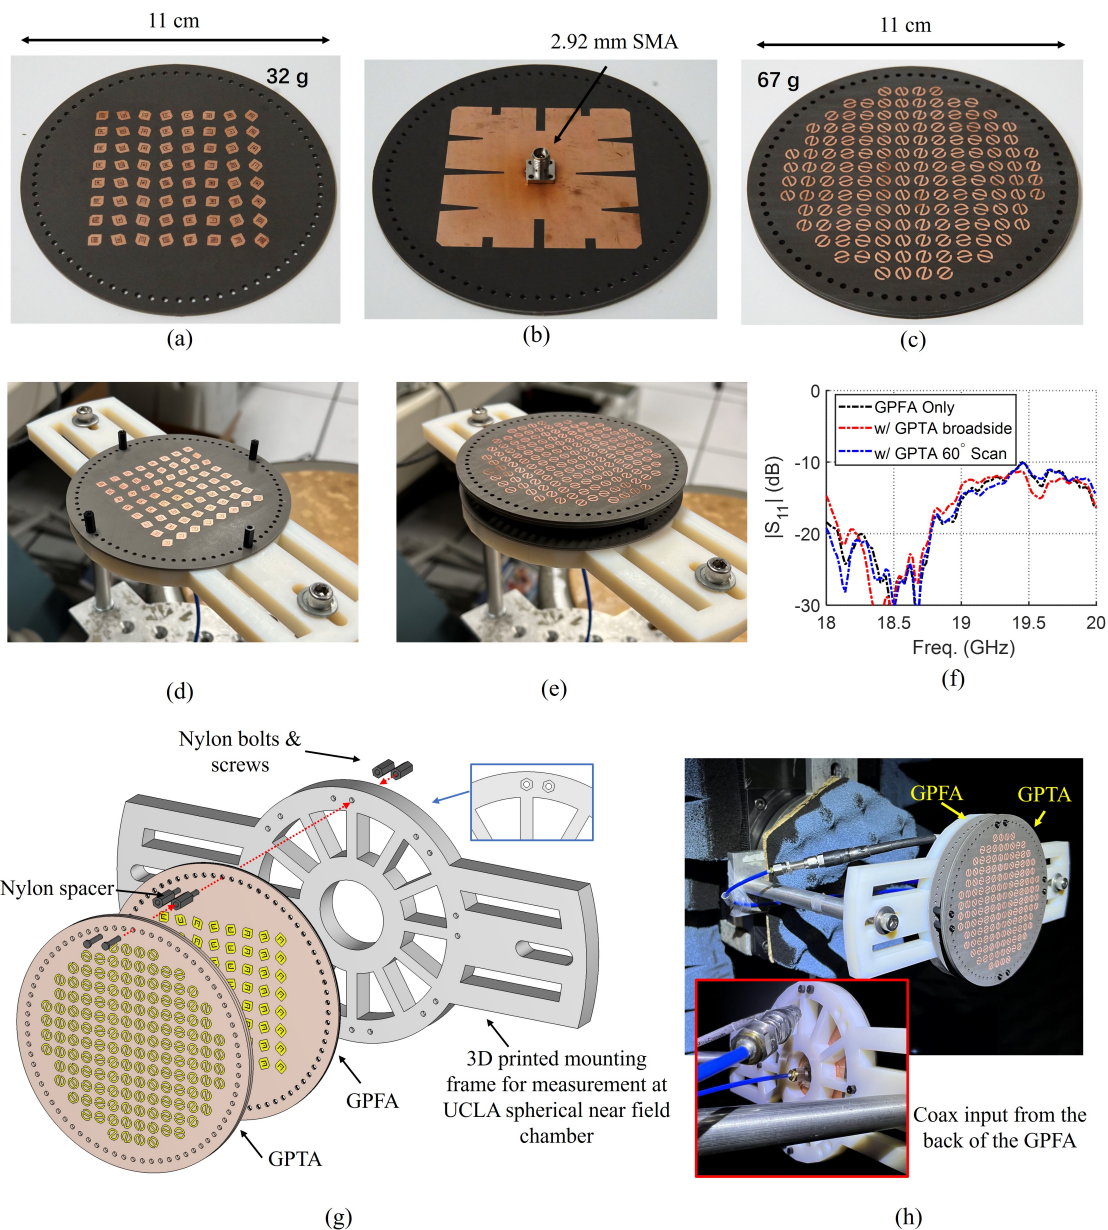 11 cm
2.92 mm SMA
11 cm
32 g
67 g
(a)
(b)
(c)
0
-10
-20
-30
|S11| (dB)
GPFA Only
w/ GPTA broadside
w/ GPTA 60° Scan
18
18.5
19
19.5
20
Freq. (GHz)
(d)
(e)
(f)
Nylon bolts &
screws
Nylon spacer
3D printed mounting
frame for measurement at
UCLA spherical near field
chamber
GPFA
GPTA
(g)
GPFA
GPTA
Coax input from the
back of the GPFA
(h)